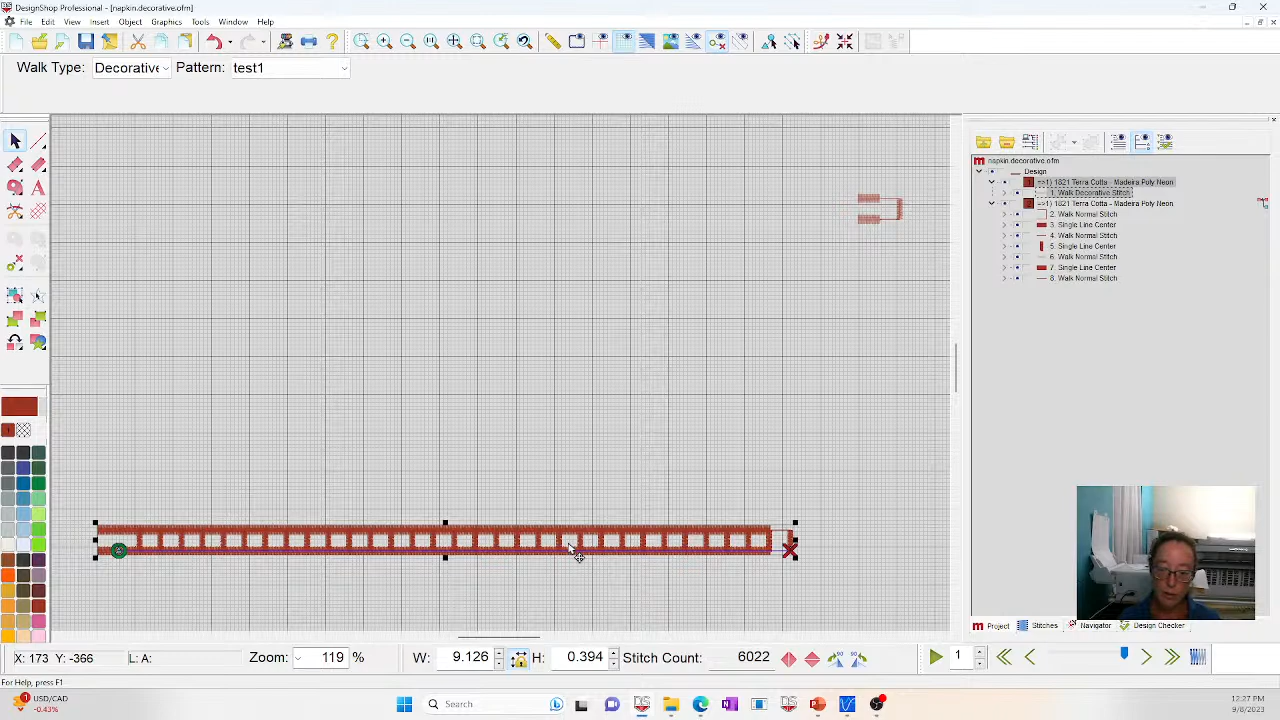 DesignShop Professional - [napkin.decorative.ofm]
File Edit View Insert Object Graphics Tools Window Help
Walk Type: Decorative Pattern: test1
napkin.decorative.ofm
Design
1) 1821 Terra Cotta - Madeira Poly Neon
1. Walk Decorative Stitch
1) 1821 Terra Cotta - Madeira Poly Neon
2. Walk Normal Stitch
3. Single Line Center
4. Walk Normal Stitch
5. Single Line Center
6. Walk Normal Stitch
7. Single Line Center
8. Walk Normal Stitch
Project Stitches Navigator Design Checker
X: 173 Y: -366 L: A: Zoom: 119 % W: 9.126 H: 0.394 Stitch Count: 6022 1
For Help, press F1
USD/CAD
-0.43%
Search
12:27 PM
9/8/2023